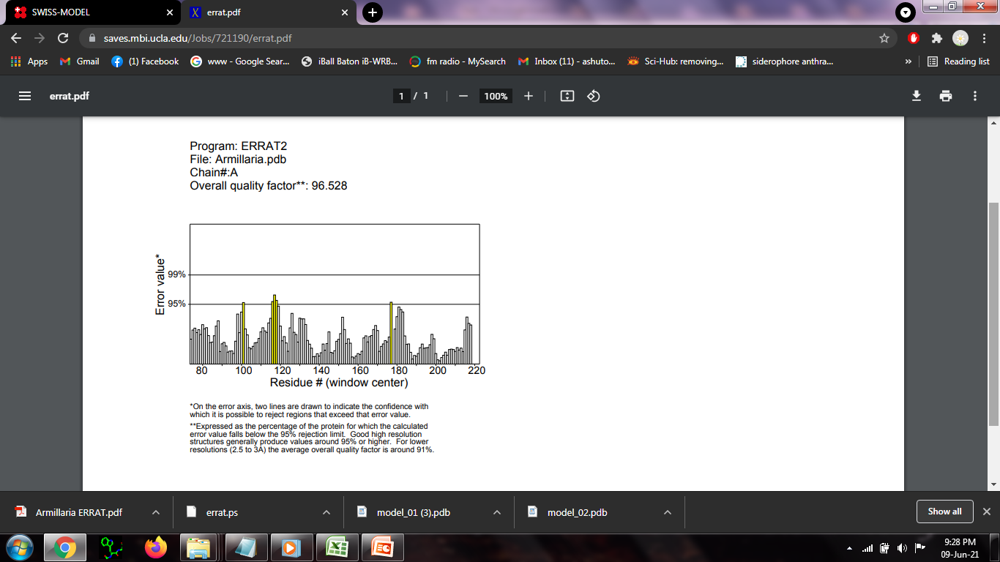 SWISS-MODEL
errat.pdf
saves.mbi.ucla.edu/Jobs/721190/errat.pdf
Apps
Gmail
(1) Facebook
www - Google Sear...
iBall Baton iB-WRB...
fm radio - MySearch
Inbox (11) - ashuto...
Sci-Hub: removing...
siderophore anthra...
»
Reading list
errat.pdf
1 / 1
100%
Program: ERRAT2
File: Armillaria.pdb
Chain#:A
Overall quality factor**: 96.528
Error value*
99%
95%
80 100 120 140 160 180 200 220
Residue # (window center)
*On the error axis, two lines are drawn to indicate the confidence with
which it is possible to reject regions that exceed that error value.
**Expressed as the percentage of the protein for which the calculated
error value falls below the 95% rejection limit.  Good high resolution
structures generally produce values around 95% or higher.  For lower
resolutions (2.5 to 3A) the average overall quality factor is around 91%.
Armillaria ERRAT.pdf
errat.ps
model_01 (3).pdb
model_02.pdb
Show all
9:28 PM
09-Jun-21